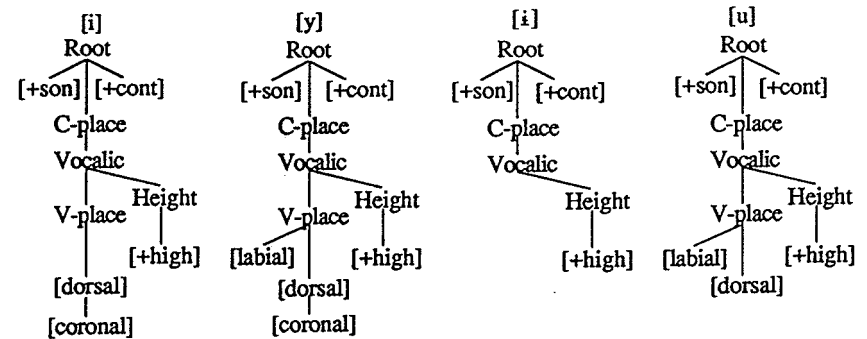 [i] [y] [ɨ] [u]
Root Root Root Root
[+son] [+cont] [+son] [+cont] [+son] [+cont] [+son] [+cont]
C-place C-place C-place C-place
Vocalic Vocalic Vocalic Vocalic
Height Height Height Height
V-place V-place V-place
[+high] [labial] [+high] [+high] [labial] [+high]
[dorsal] [dorsal] [dorsal]
[coronal] [coronal]